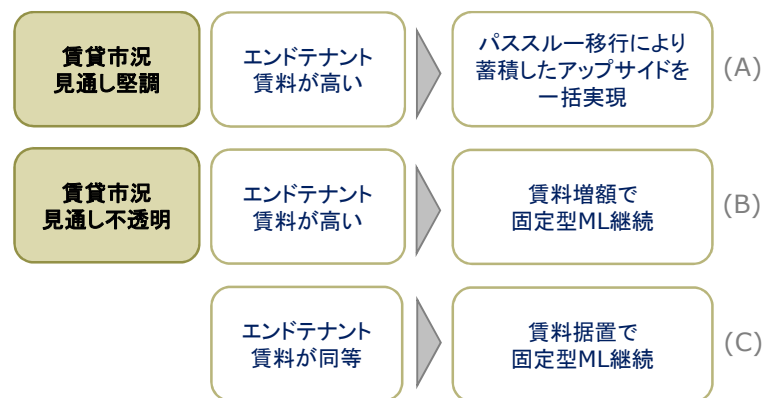 賃貸市況
見通し堅調
エンドテナント
賃料が高い
パススルー移行により
蓄積したアップサイドを
一括実現
(A)
賃貸市況
見通し不透明
エンドテナント
賃料が高い
賃料増額で
固定型ML継続
(B)
エンドテナント
賃料が同等
賃料据置で
固定型ML継続
(C)